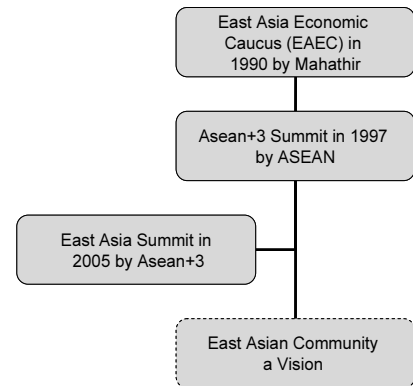 East Asia Economic
Caucus (EAEC) in
1990 by Mahathir
Asean+3 Summit in 1997
by ASEAN
East Asia Summit in
2005 by Asean+3
East Asian Community
a Vision